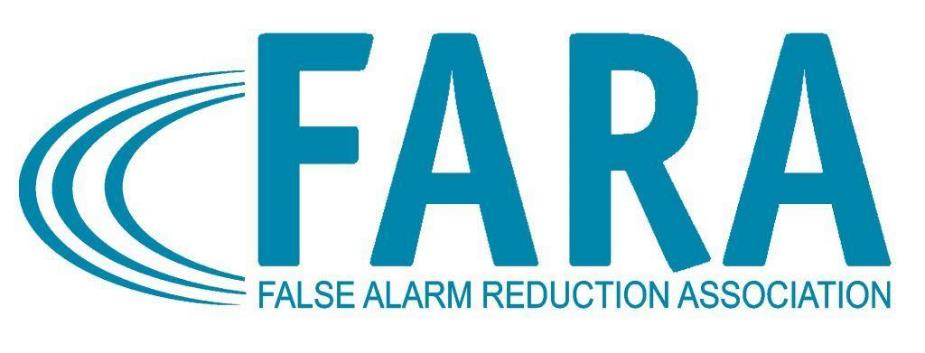 FARA
FALSE ALARM REDUCTION ASSOCIATION